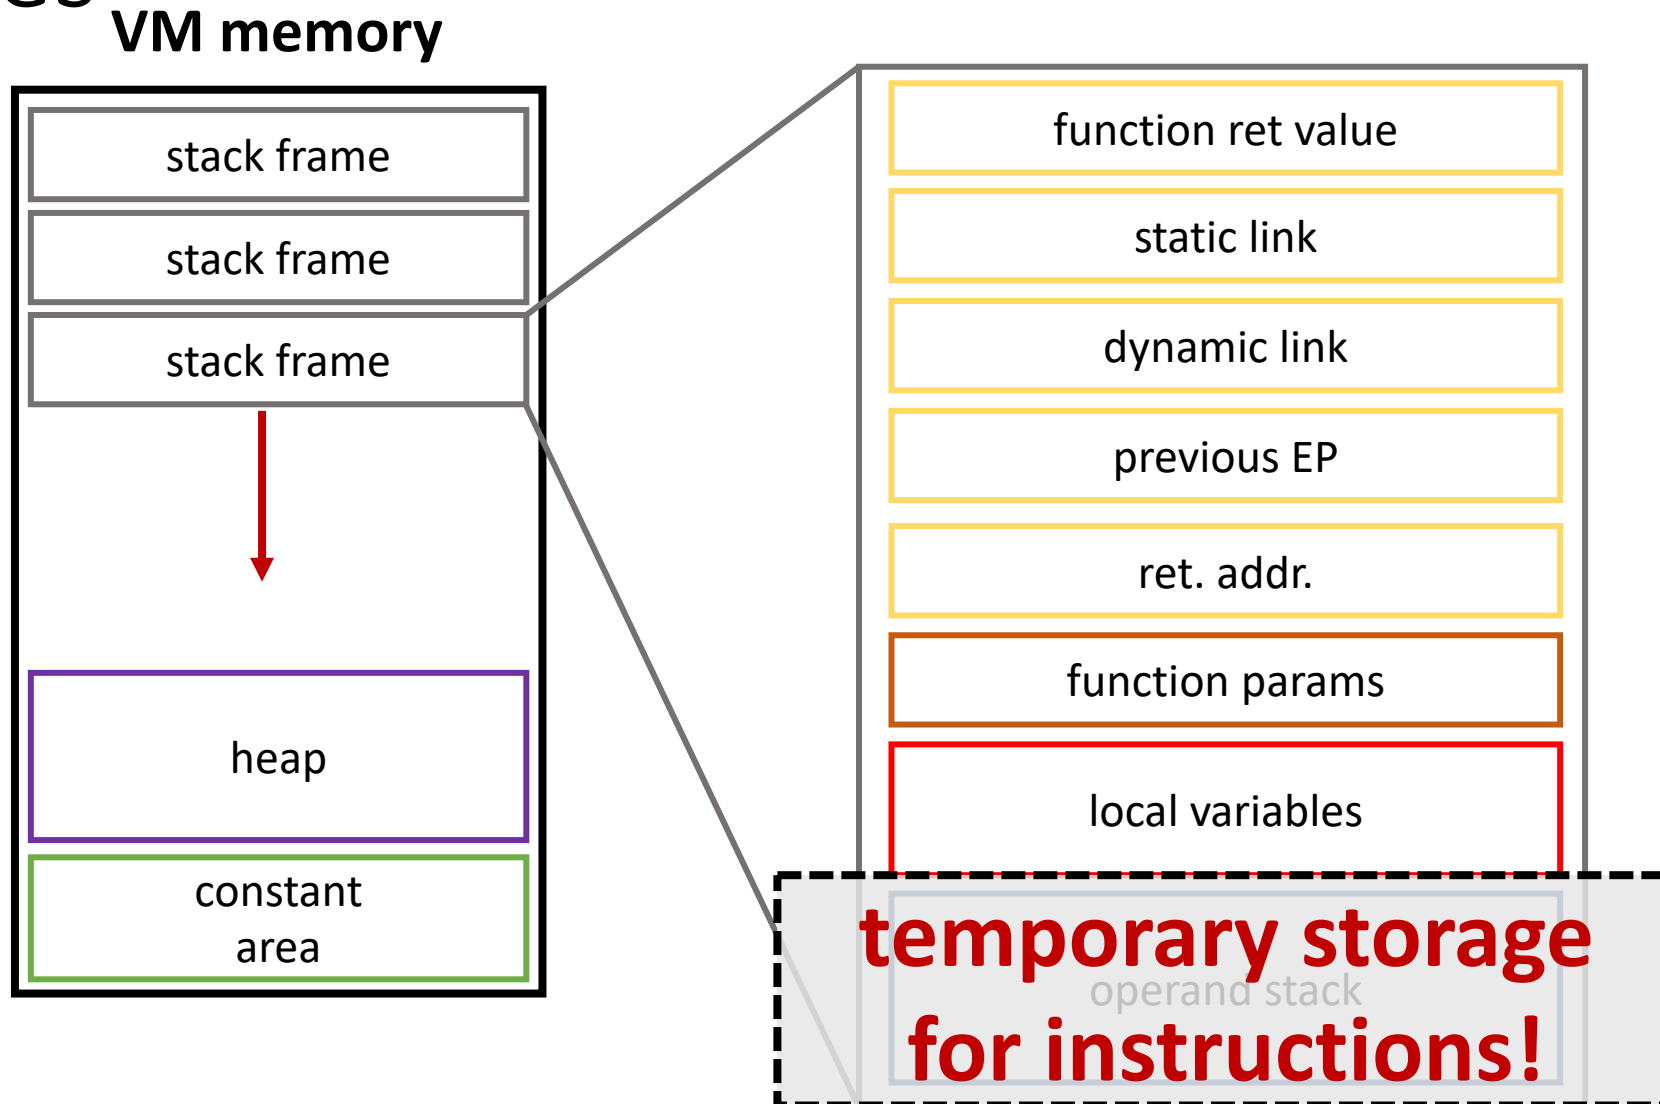 VM memory
stack frame
stack frame
stack frame
heap
constant
area
function ret value
static link
dynamic link
previous EP
ret. addr.
function params
local variables
temporary storage
operand stack
for instructions!